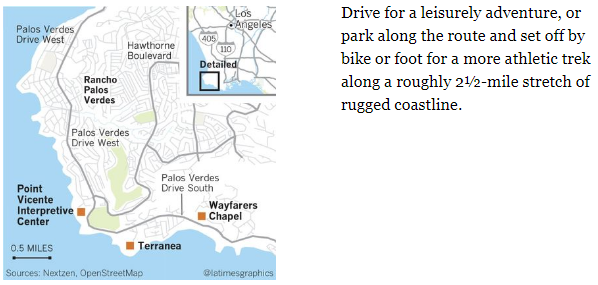 Palos Verdes
Drive West
Hawthorne
Boulevard
Los
Angeles
405
110
Detailed
Rancho
Palos
Verdes
Palos Verdes
Drive West
Palos Verdes
Drive South
Point
Vicente
Interpretive
Center
Wayfarers
Chapel
Terranea
0.5 MILES
Sources: Nextzen, OpenStreetMap
@latimesgraphics
Drive for a leisurely adventure, or
park along the route and set off by
bike or foot for a more athletic trek
along a roughly 2½-mile stretch of
rugged coastline.